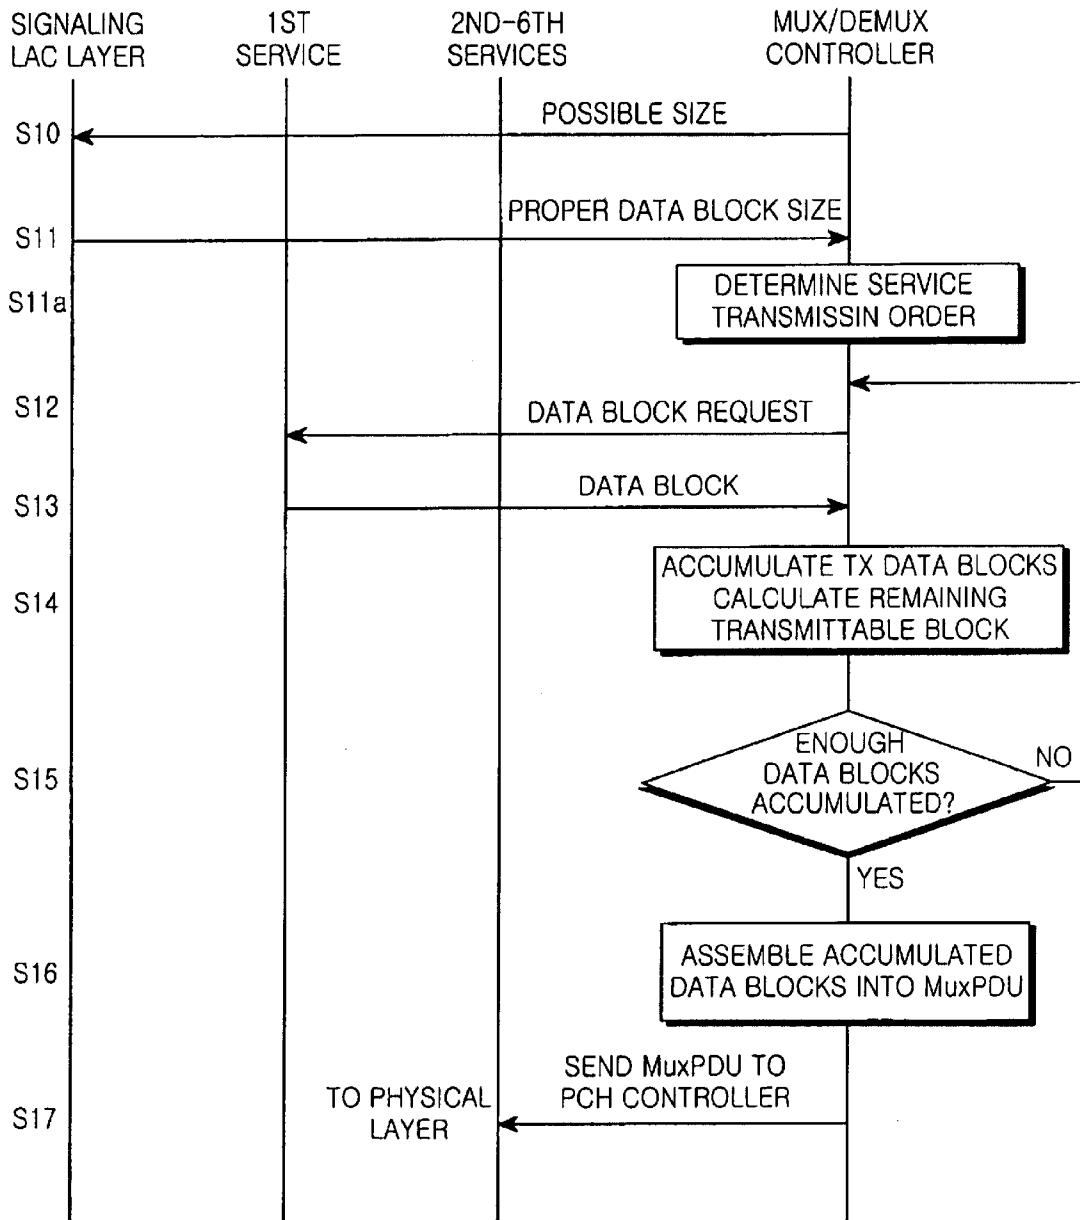 SIGNALING
LAC LAYER
1ST
SERVICE
2ND-6TH
SERVICES
MUX/DEMUX
CONTROLLER
S10
POSSIBLE SIZE
S11
PROPER DATA BLOCK SIZE
S11a
DETERMINE SERVICE
TRANSMISSIN ORDER
S12
DATA BLOCK REQUEST
S13
DATA BLOCK
S14
ACCUMULATE TX DATA BLOCKS
CALCULATE REMAINING
TRANSMITTABLE BLOCK
S15
ENOUGH
DATA BLOCKS
ACCUMULATED?
NO
YES
S16
ASSEMBLE ACCUMULATED
DATA BLOCKS INTO MuxPDU
S17
TO PHYSICAL
LAYER
SEND MuxPDU TO
PCH CONTROLLER